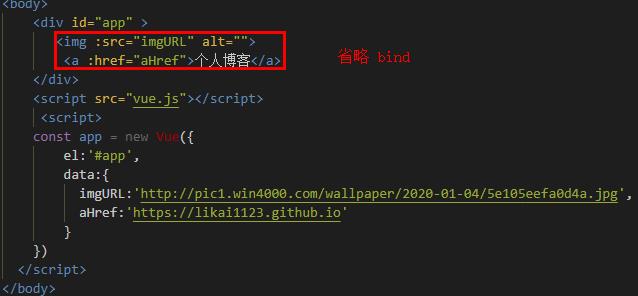 <body>
<div id="app" >
<img :src="imgURL" alt="">
<a :href="aHref">个人博客</a>
省略 bind
</div>
<script src="vue.js"></script>
<script>
const app = new Vue({
el:'#app',
data:{
imgURL:'http://pic1.win4000.com/wallpaper/2020-01-04/5e105eefa0d4a.jpg',
aHref:'https://likai1123.github.io'
}
})
</script>
</body>